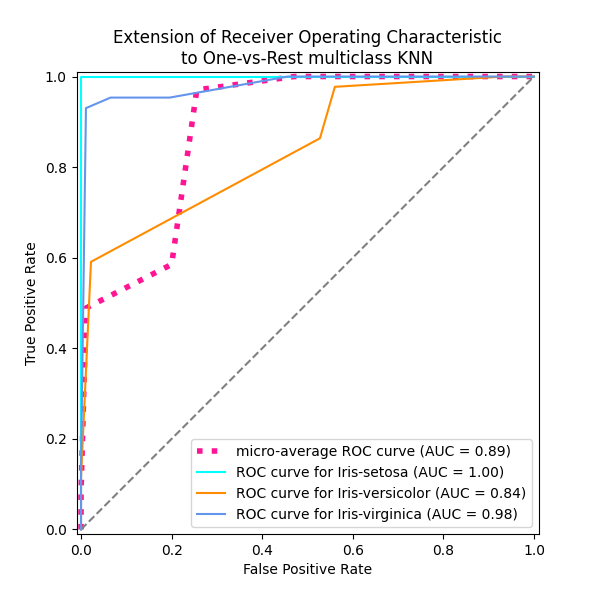 Extension of Receiver Operating Characteristic
to One-vs-Rest multiclass KNN
True Positive Rate
1.0
0.8
0.6
0.4
0.2
0.0
micro-average ROC curve (AUC = 0.89)
ROC curve for Iris-setosa (AUC = 1.00)
ROC curve for Iris-versicolor (AUC = 0.84)
ROC curve for Iris-virginica (AUC = 0.98)
0.0 0.2 0.4 0.6 0.8 1.0
False Positive Rate